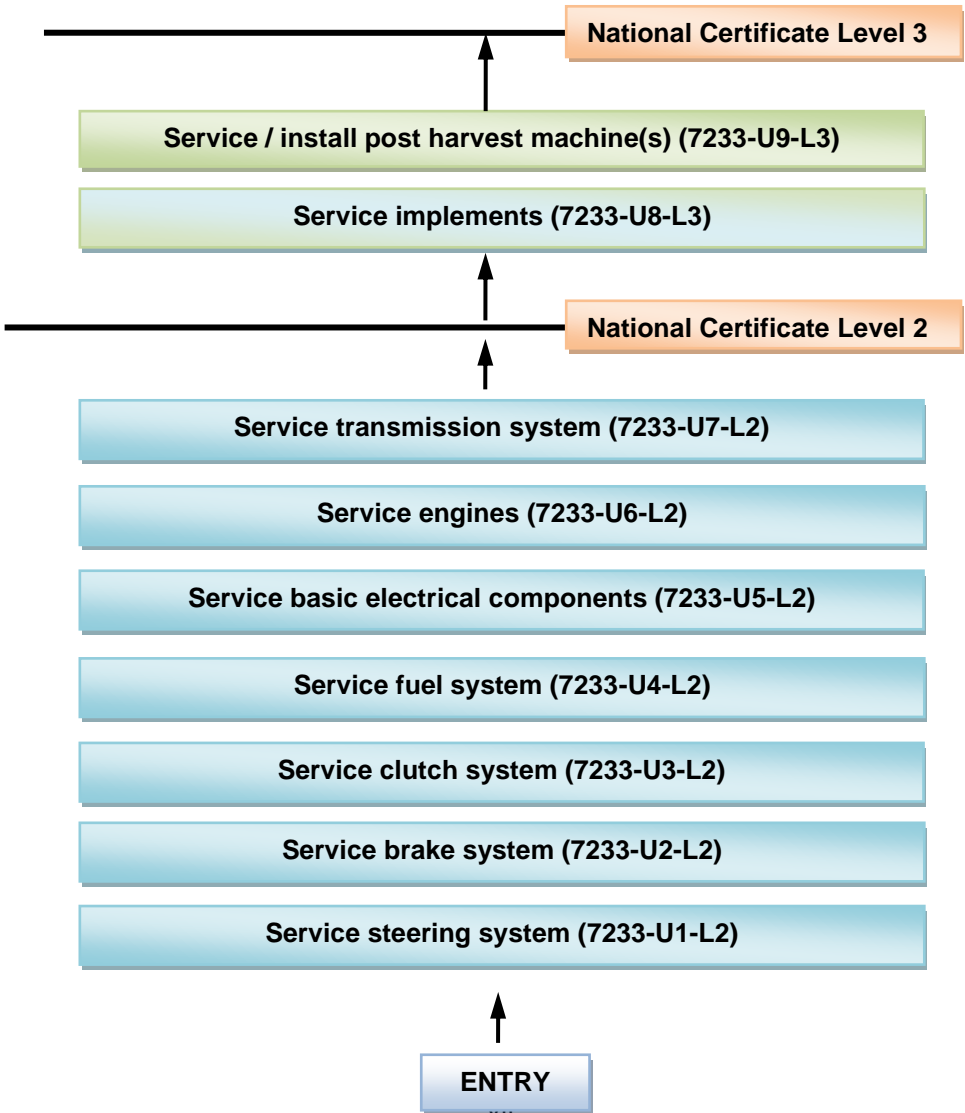 National Certificate Level 3
Service / install post harvest machine(s) (7233-U9-L3)
Service implements (7233-U8-L3)
National Certificate Level 2
Service transmission system (7233-U7-L2)
Service engines (7233-U6-L2)
Service basic electrical components (7233-U5-L2)
Service fuel system (7233-U4-L2)
Service clutch system (7233-U3-L2)
Service brake system (7233-U2-L2)
Service steering system (7233-U1-L2)
ENTRY